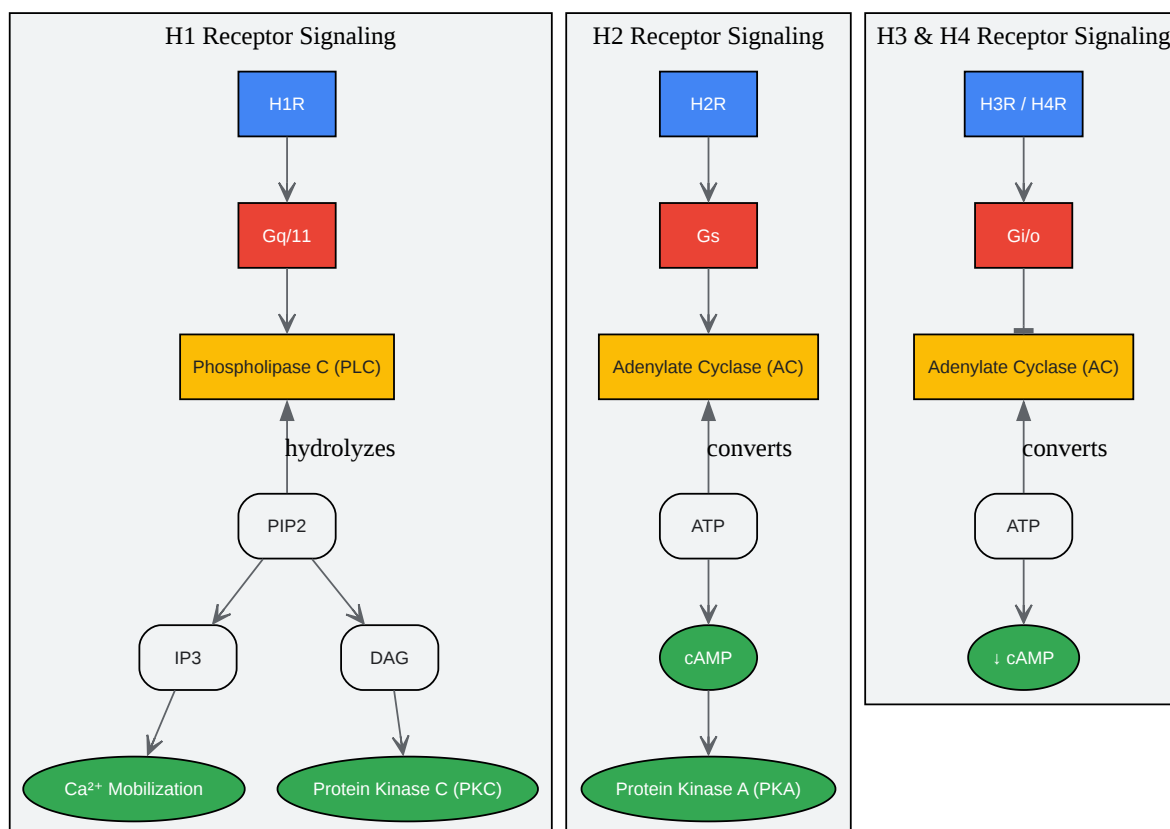 H1 Receptor Signaling
H1R
Gq/11
Phospholipase C (PLC)
hydrolyzes
PIP2
IP3
DAG
Ca²⁺ Mobilization
Protein Kinase C (PKC)
H2 Receptor Signaling
H2R
Gs
Adenylate Cyclase (AC)
converts
ATP
cAMP
Protein Kinase A (PKA)
H3 & H4 Receptor Signaling
H3R / H4R
Gi/o
Adenylate Cyclase (AC)
converts
ATP
↓ cAMP